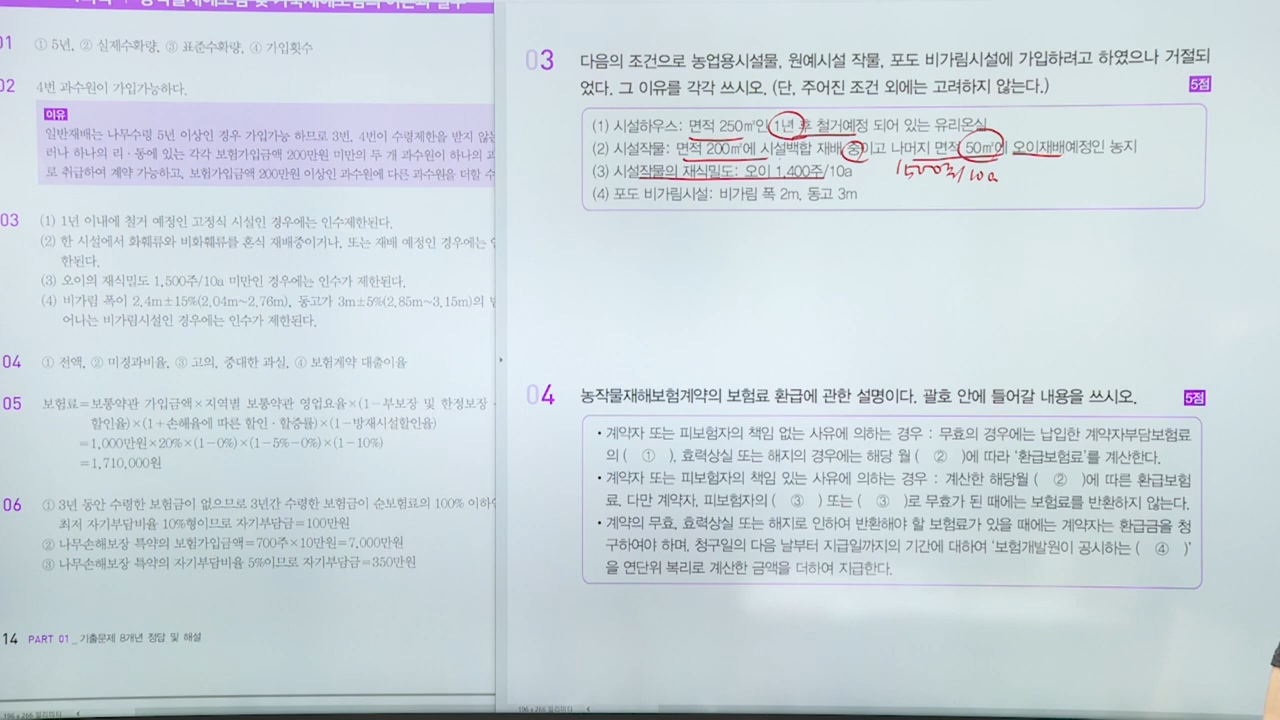 01 ① 5년, ② 실제수확량, ③ 표준수확량, ④ 가입횟수
02 4번 과수원이 가입가능하다.
이유
일반재배는 나무수령 5년 이상인 경우 가입가능 하므로 3번, 4번이 수령제한을 받지 않는
러나 하나의 리·동에 있는 각각 보험가입금액 200만원 미만의 두 개 과수원이 하나의 과
로 취급하여 계약 가능하고, 보험가입금액 200만원 이상인 과수원에 다른 과수원을 더할 수
03 (1) 1년 이내에 철거 예정인 고정식 시설인 경우에는 인수제한된다.
(2) 한 시설에서 화훼류와 비화훼류를 혼식 재배중이거나, 또는 재배 예정인 경우에는
한된다.
(3) 오이의 재식밀도 1,500주/10a 미만인 경우에는 인수가 제한된다.
(4) 비가림 폭이 2.4m±15%(2.04m~2.76m), 동고가 3m±5%(2.85m~3.15m)의
어나는 비가림시설인 경우에는 인수가 제한된다.
04 ① 전액, ② 미경과비율, ③ 고의, 중대한 과실, ④ 보험계약 대출이율
05 보험료=보통약관 가입금액×지역별 보통약관 영업요율×(1-부보장 및 한정보장
할인율)×(1+손해율에 따른 할인·할증률)×(1-방재시설할인율)
=1,000만원×20%×(1-0%)×(1-5%-0%)×(1-10%)
=1,710,000원
06 ① 3년 동안 수령한 보험금이 없으므로 3년간 수령한 보험금이 순보험료의 100% 이하
최저 자기부담비율 10%형이므로 자기부담금=100만원
② 나무손해보장 특약의 보험가입금액=700주×10만원=7,000만원
③ 나무손해보장 특약의 자기부담비율 5%이므로 자기부담금=350만원
14 PART 01_기출문제 8개년 정답 및 해설
03 다음의 조건으로 농업용시설물, 원예시설 작물, 포도 비가림시설에 가입하려고 하였으나 거절되
었다. 그 이유를 각각 쓰시오. (단, 주어진 조건 외에는 고려하지 않는다.) 5점
(1) 시설하우스: 면적 250㎡인 1년 후 철거예정 되어 있는 유리온실
(2) 시설작물: 면적 200㎡에 시설백합 재배 중이고 나머지 면적 50㎡에 오이재배예정인 농지
(3) 시설작물의 재식밀도: 오이 1,400주/10a 1500주/10a
(4) 포도 비가림시설: 비가림 폭 2m, 동고 3m
04 농작물재해보험계약의 보험료 환급에 관한 설명이다. 괄호 안에 들어갈 내용을 쓰시오. 5점
• 계약자 또는 피보험자의 책임 없는 사유에 의하는 경우 : 무효의 경우에는 납입한 계약자부담보험료
의 ( ① ), 효력상실 또는 해지의 경우에는 해당 월 ( ② )에 따라 '환급보험료'를 계산한다.
• 계약자 또는 피보험자의 책임 있는 사유에 의하는 경우 : 계산한 해당월 ( ② )에 따른 환급보험
료. 다만 계약자, 피보험자의 ( ③ ) 또는 ( ③ )로 무효가 된 때에는 보험료를 반환하지 않는다.
• 계약의 무효, 효력상실 또는 해지로 인하여 반환해야 할 보험료가 있을 때에는 계약자는 환급금을 청
구하여야 하며, 청구일의 다음 날부터 지급일까지의 기간에 대하여 '보험개발원이 공시하는 ( ④ )'
을 연단위 복리로 계산한 금액을 더하여 지급한다.
196 x 266 밀리미터
196 x 266 밀리미터